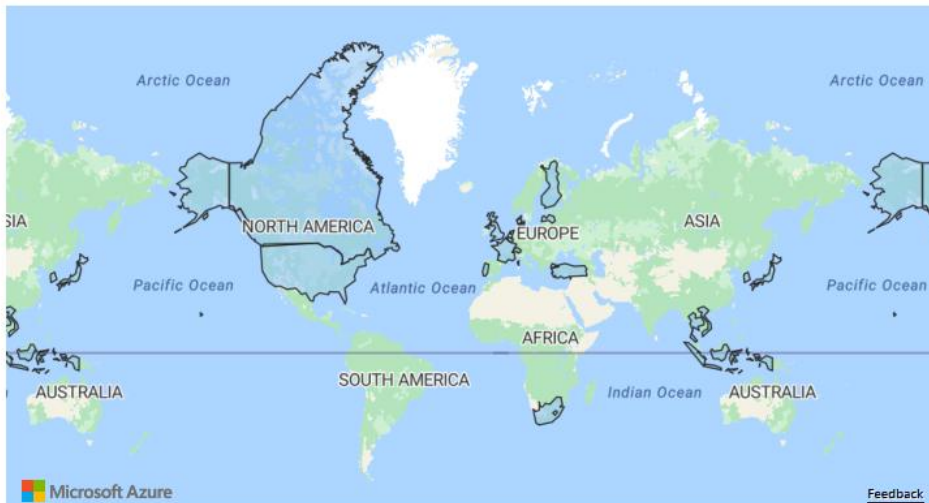 Arctic Ocean
Arctic Ocean
SIA
NORTH AMERICA
EUROPE
ASIA
Pacific Ocean
Atlantic Ocean
Pacific Ocean
AFRICA
SOUTH AMERICA
AUSTRALIA
Indian Ocean
AUSTRALIA
Microsoft Azure
Feedback